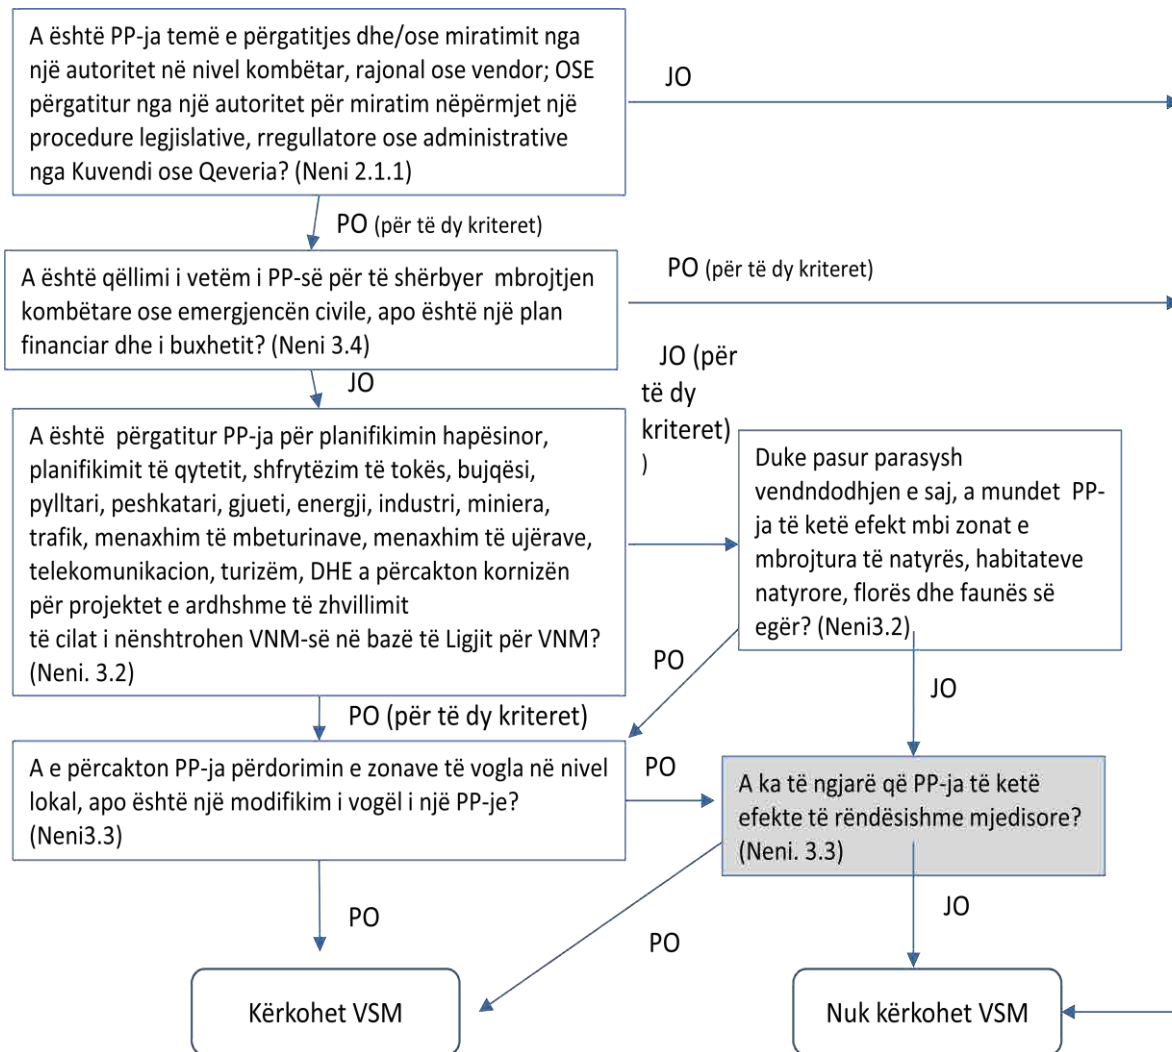 A është PP-ja temë e përgatitjes dhe/ose miratimit nga
një autoritet në nivel kombëtar, rajonal ose vendor; OSE
përgatitur nga një autoritet për miratim nëpërmjet një
procedure legjislative, rregullatore ose administrative
nga Kuvendi ose Qeveria? (Neni 2.1.1)
JO
PO (për të dy kriteret)
A është qëllimi i vetëm i PP-së për të shërbyer mbrojtjen
kombëtare ose emergjencën civile, apo është një plan
financiar dhe i buxhetit? (Neni 3.4)
PO (për të dy kriteret)
JO
JO (për
të dy
kriteret)
)
A është përgatitur PP-ja për planifikimin hapësinor,
planifikimit të qytetit, shfrytëzim të tokës, bujqësi,
pylltari, peshkatari, gjueti, energji, industri, miniera,
trafik, menaxhim të mbeturinave, menaxhim të ujërave,
telekomunikacion, turizëm, DHE a përcakton kornizën
për projektet e ardhshme të zhvillimit
të cilat i nënshtrohen VNM-së në bazë të Ligjit për VNM?
(Neni. 3.2)
Duke pasur parasysh
vendndodhjen e saj, a mundet PP-
ja të ketë efekt mbi zonat e
mbrojtura të natyrës, habitateve
natyrore, florës dhe faunës së
egër? (Neni3.2)
PO
JO
PO (për të dy kriteret)
A e përcakton PP-ja përdorimin e zonave të vogla në nivel
lokal, apo është një modifikim i vogël i një PP-je?
(Neni3.3)
PO
A ka të ngjarë që PP-ja të ketë
efekte të rëndësishme mjedisore?
(Neni. 3.3)
PO
PO
JO
Kërkohet VSM
Nuk kërkohet VSM